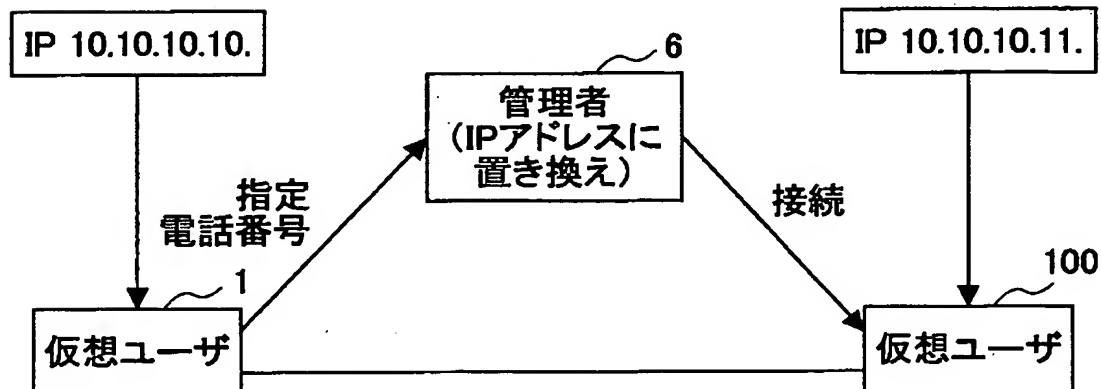 IP 10.10.10.10.
IP 10.10.10.11.
6
管理者
(IPアドレスに
置き換え)
指定
電話番号
接続
1
100
仮想ユーザ
仮想ユーザ